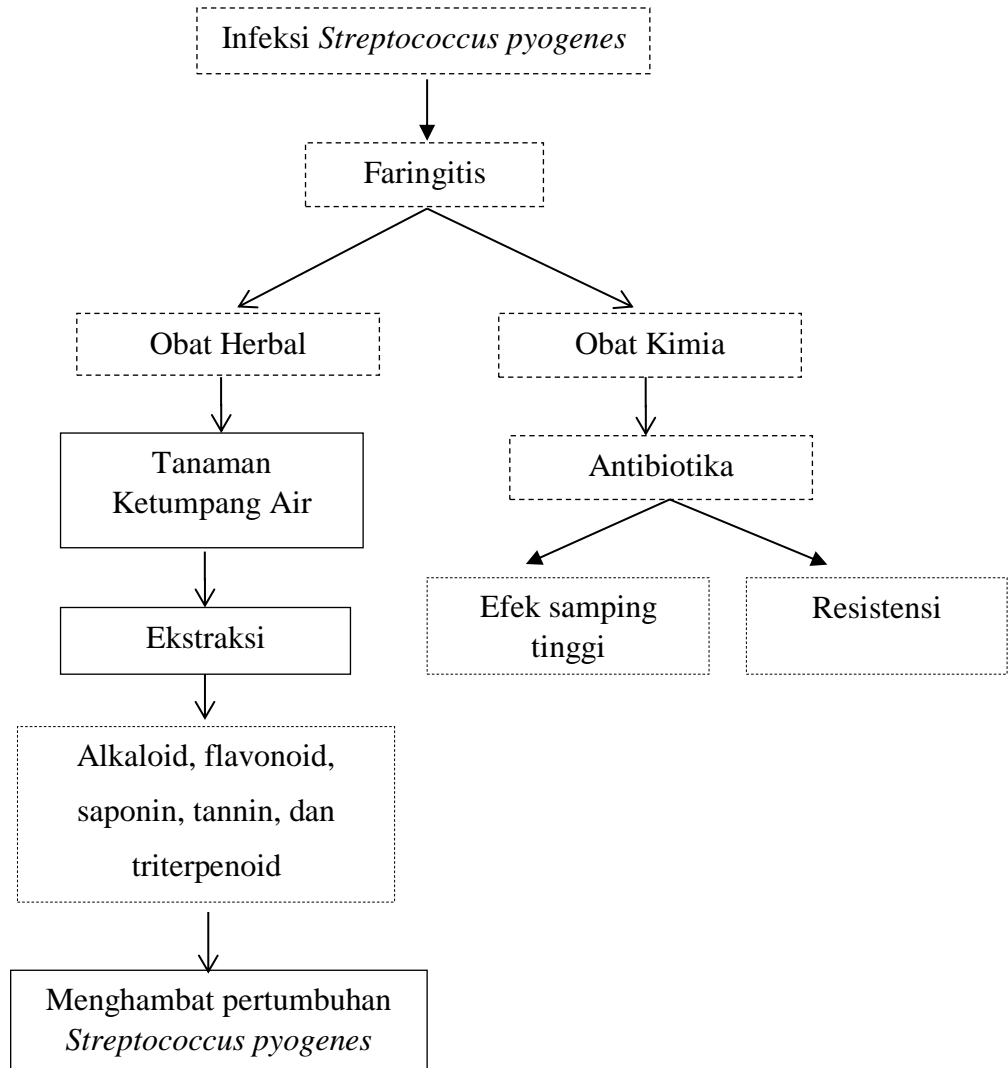 Infeksi Streptococcus pyogenes
Faringitis
Obat Herbal
Obat Kimia
Tanaman
Ketumpang Air
Antibiotika
Efek samping
tinggi
Resistensi
Ekstraksi
Alkaloid, flavonoid,
saponin, tannin, dan
triterpenoid
Menghambat pertumbuhan
Streptococcus pyogenes